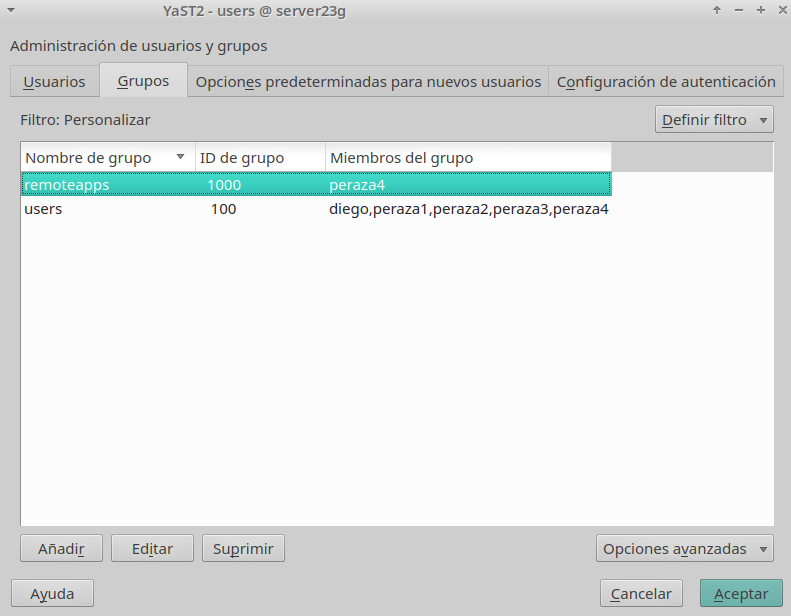 YaST2 - users @ server23g
Administración de usuarios y grupos
Usuarios Grupos Opciones predeterminadas para nuevos usuarios Configuración de autenticación
Filtro: Personalizar Definir filtro
Nombre de grupo ID de grupo Miembros del grupo
remoteapps 1000 peraza4
users 100 diego,peraza1,peraza2,peraza3,peraza4
Añadir Editar Suprimir Opciones avanzadas
Ayuda Cancelar Aceptar